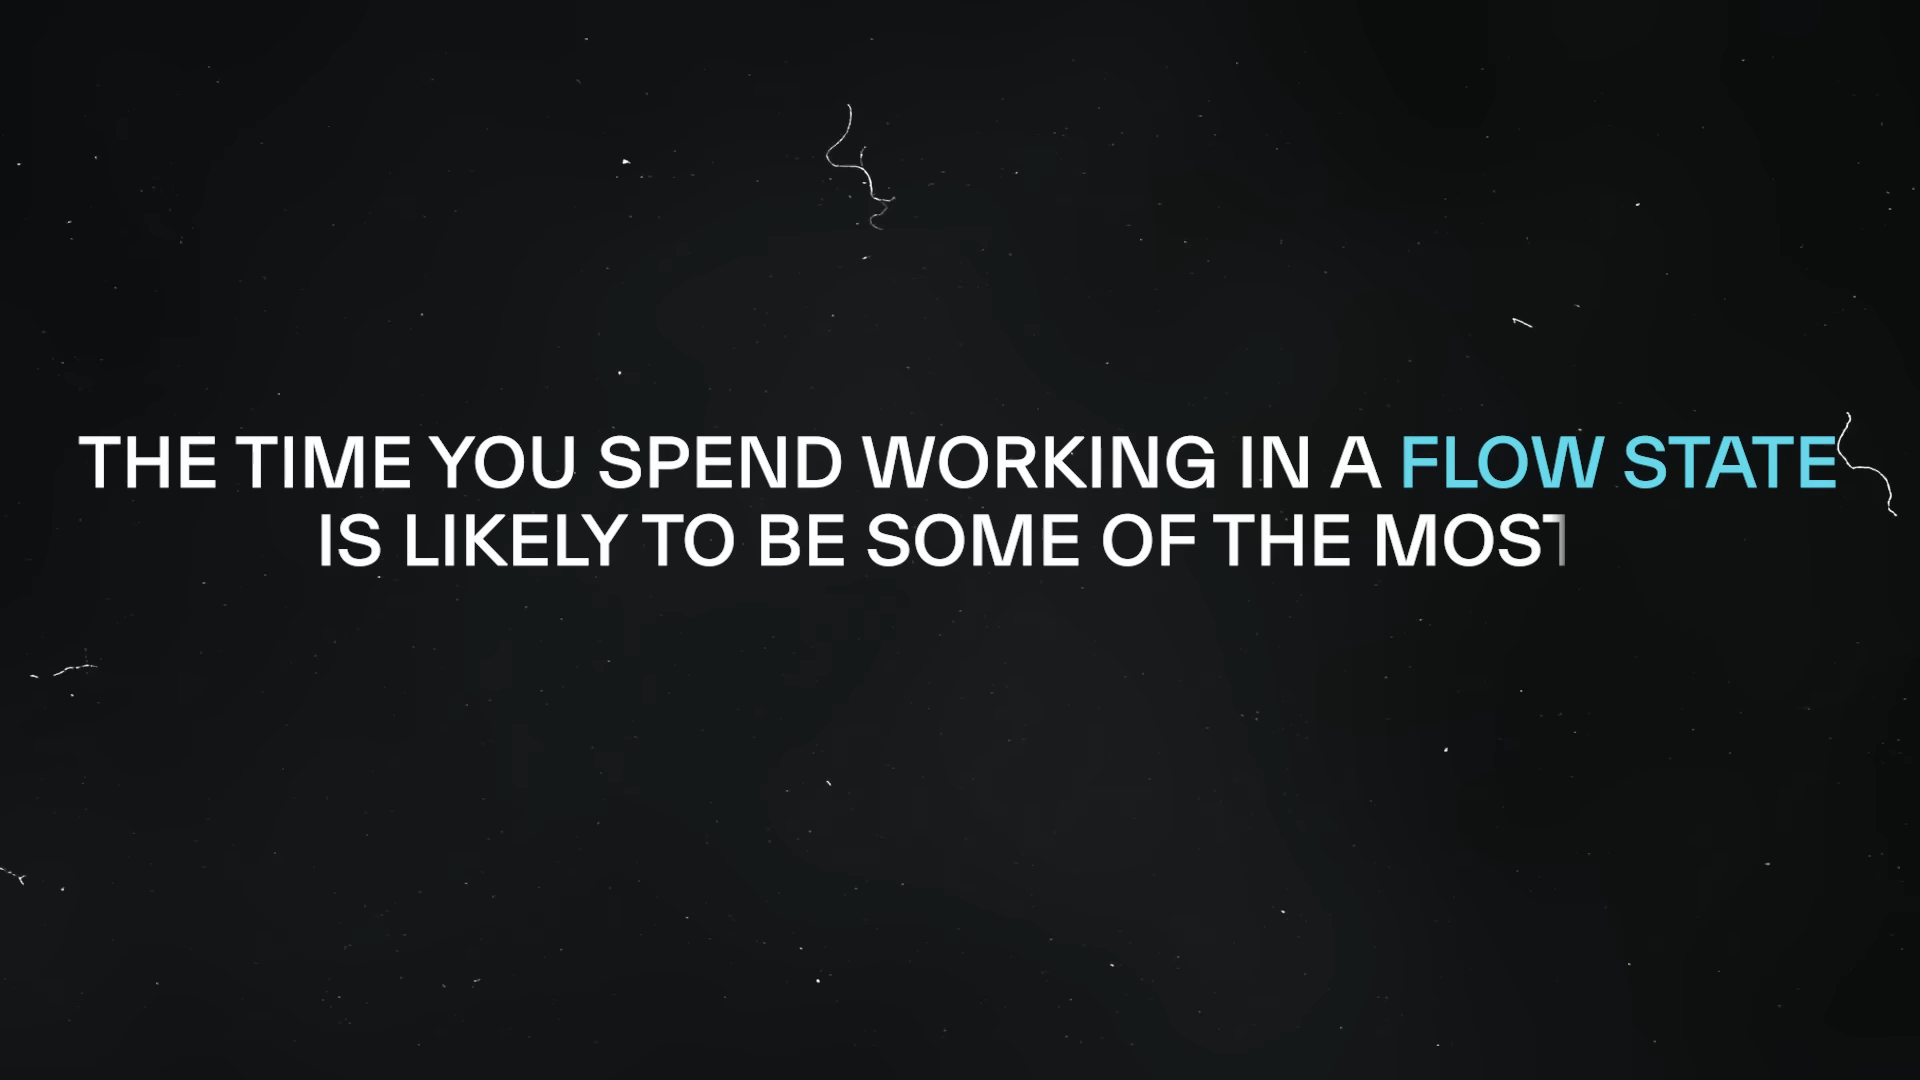 THE TIME YOU SPEND WORKING IN A FLOW STATE
IS LIKELY TO BE SOME OF THE MOST